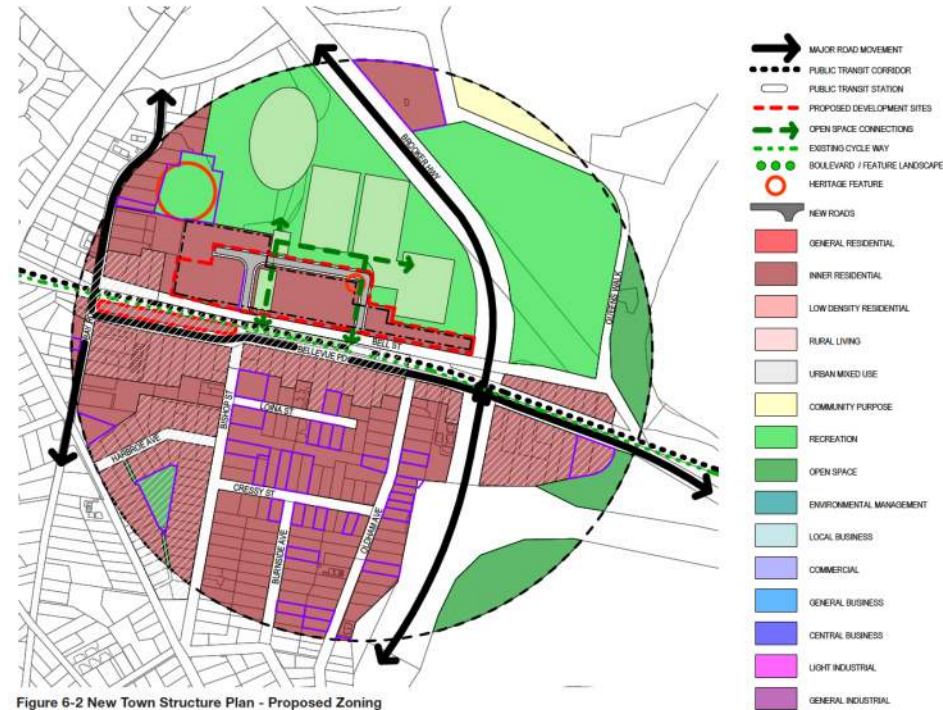 MAJOR ROAD MOVEMENT
PUBLIC TRANSIT CORRIDOR
PUBLIC TRANSIT STATION
PROPOSED DEVELOPMENT SITES
OPEN SPACE CONNECTIONS
EXISTING CYCLE WAY
BOULEVARD / FEATURE LANDSCAPE
HERITAGE FEATURE
NEW ROADS
GENERAL RESIDENTIAL
INNER RESIDENTIAL
LOW DENSITY RESIDENTIAL
RURAL LIVING
URBAN MIXED USE
COMMUNITY PURPOSE
RECREATION
OPEN SPACE
ENVIRONMENTAL MANAGEMENT
LOCAL BUSINESS
COMMERCIAL
GENERAL BUSINESS
CENTRAL BUSINESS
LIGHT INDUSTRIAL
GENERAL INDUSTRIAL
BROOKER HWY
QUEENS WALK
BELL ST
BELLEVUE PD
BISHOP ST
LOINA ST
HARBROE AVE
CRESSY ST
BURNSIDE AVE
OLDHAM AVE
Figure 6-2 New Town Structure Plan - Proposed Zoning